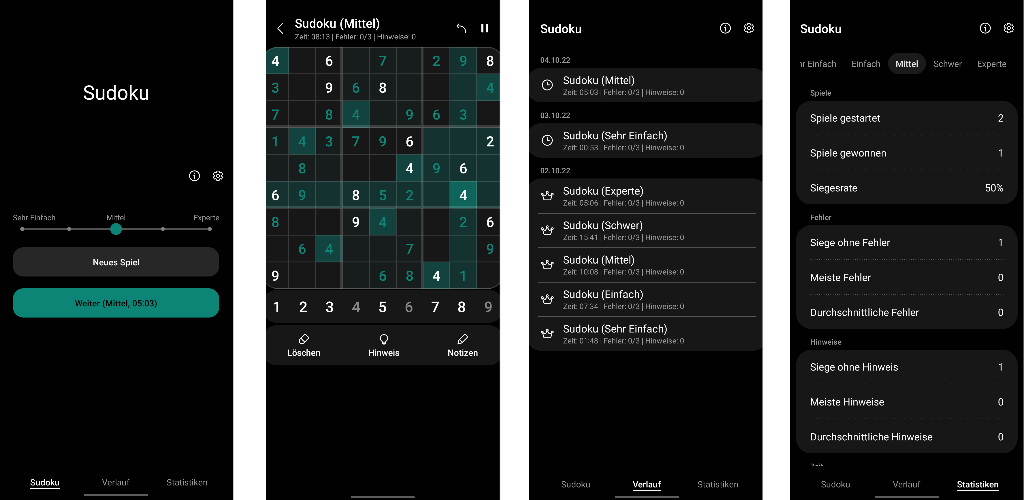 Sudoku
Sehr Einfach Mittel Experte
Neues Spiel
Weiter (Mittel, 05:03)
Sudoku Verlauf Statistiken
Sudoku (Mittel)
Zeit: 08:13 | Fehler: 0/3 | Hinweise: 0
4 6 7 2 9 8
3 9 6 8 4
7 8 4 9 6 3
1 4 3 7 9 6 2
8 4 9 6
6 9 8 5 2 4
8 9 4 2 6
6 4 7 9
9 6 8 4 1
1 2 3 4 5 6 7 8 9
Löschen Hinweis Notizen
Sudoku
04.10.22
Sudoku (Mittel)
Zeit: 05:03 | Fehler: 0/3 | Hinweise: 0
03.10.22
Sudoku (Sehr Einfach)
Zeit: 00:53 | Fehler: 0/3 | Hinweise: 0
02.10.22
Sudoku (Experte)
Zeit: 05:06 | Fehler: 0/3 | Hinweise: 0
Sudoku (Schwer)
Zeit: 15:41 | Fehler: 0/3 | Hinweise: 0
Sudoku (Mittel)
Zeit: 10:08 | Fehler: 0/3 | Hinweise: 0
Sudoku (Einfach)
Zeit: 07:34 | Fehler: 0/3 | Hinweise: 0
Sudoku (Sehr Einfach)
Zeit: 01:48 | Fehler: 0/3 | Hinweise: 0
Sudoku Verlauf Statistiken
Sudoku
hr Einfach Einfach Mittel Schwer Experte
Spiele
Spiele gestartet 2
Spiele gewonnen 1
Siegesrate 50%
Fehler
Siege ohne Fehler 1
Meiste Fehler 0
Durchschnittliche Fehler 0
Hinweise
Siege ohne Hinweis 1
Meiste Hinweise 0
Durchschnittliche Hinweise 0
Sudoku Verlauf Statistiken